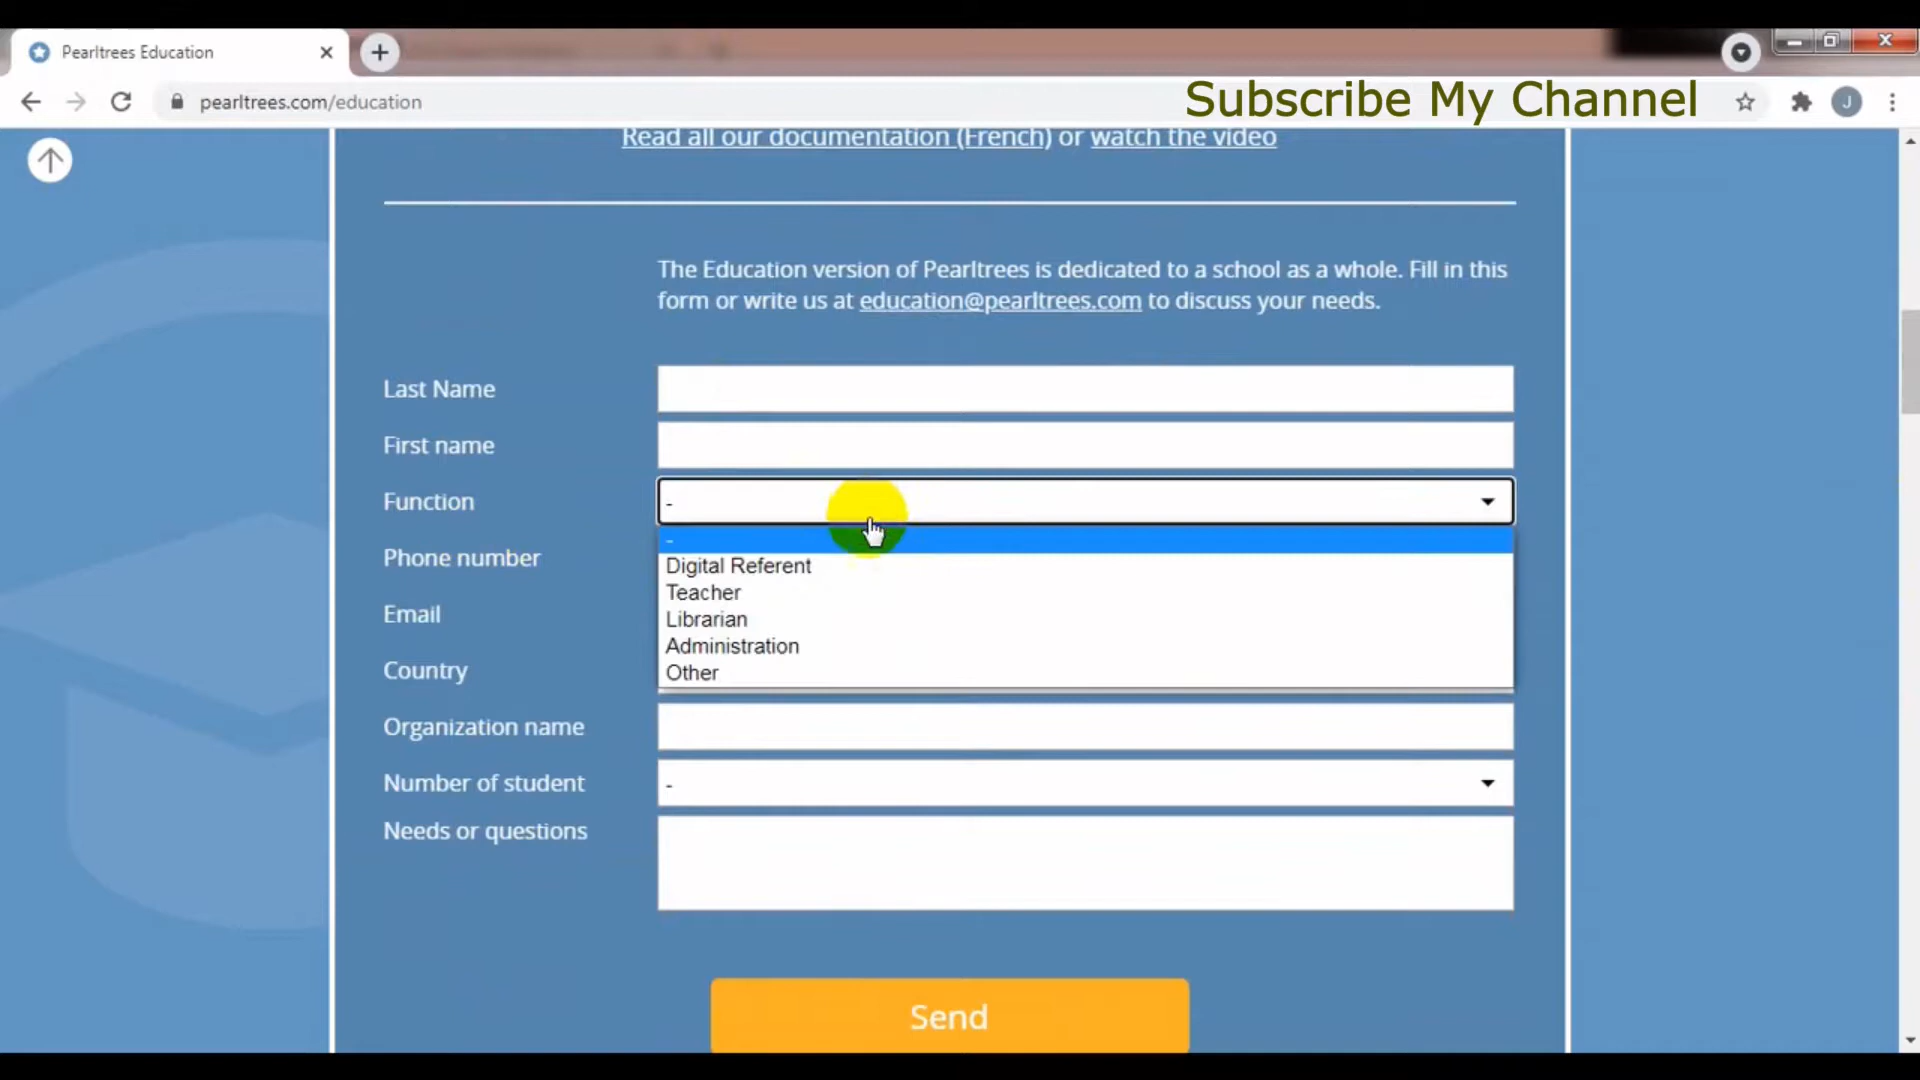 Pearltrees Education
pearltrees.com/education
Subscribe My Channel
J
Read all our documentation (French) or watch the video
The Education version of Pearltrees is dedicated to a school as a whole. Fill in this
form or write us at education@pearltrees.com to discuss your needs.
Last Name
First name
Function
-
-
Digital Referent
Teacher
Librarian
Administration
Other
Phone number
Email
Country
Organization name
Number of student
-
Needs or questions
Send